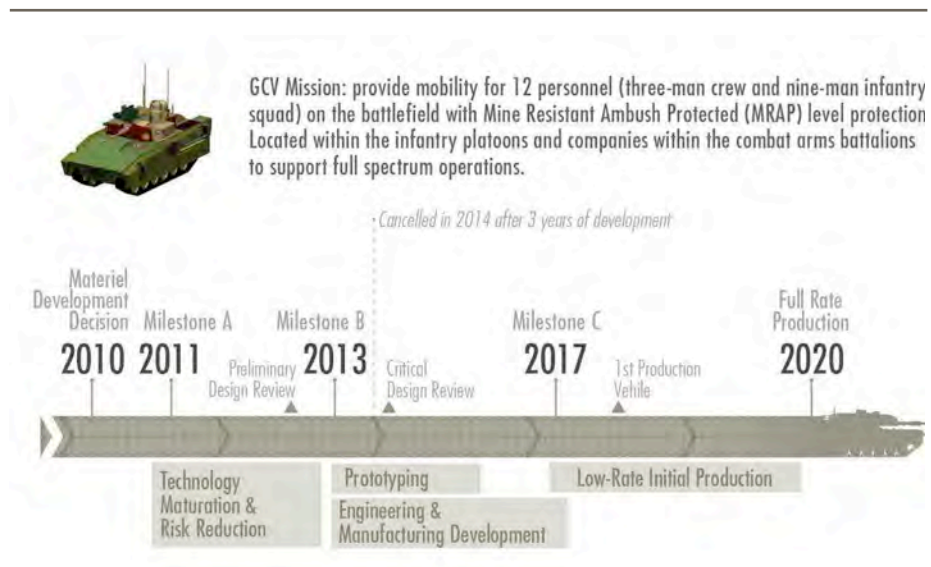 GCV Mission: provide mobility for 12 personnel (three-man crew and nine-man infantry
squad) on the battlefield with Mine Resistant Ambush Protected (MRAP) level protection
Located within the infantry platoons and companies within the combat arms battalions
to support full spectrum operations.
Cancelled in 2014 after 3 years of development
Materiel
Development
Decision
2010
Milestone A
2011
Preliminary
Design Review
Milestone B
2013
Critical
Design Review
Milestone C
2017
1st Production
Vehile
Full Rate
Production
2020
Technology
Maturation &
Risk Reduction
Prototyping
Engineering &
Manufacturing Development
Low-Rate Initial Production